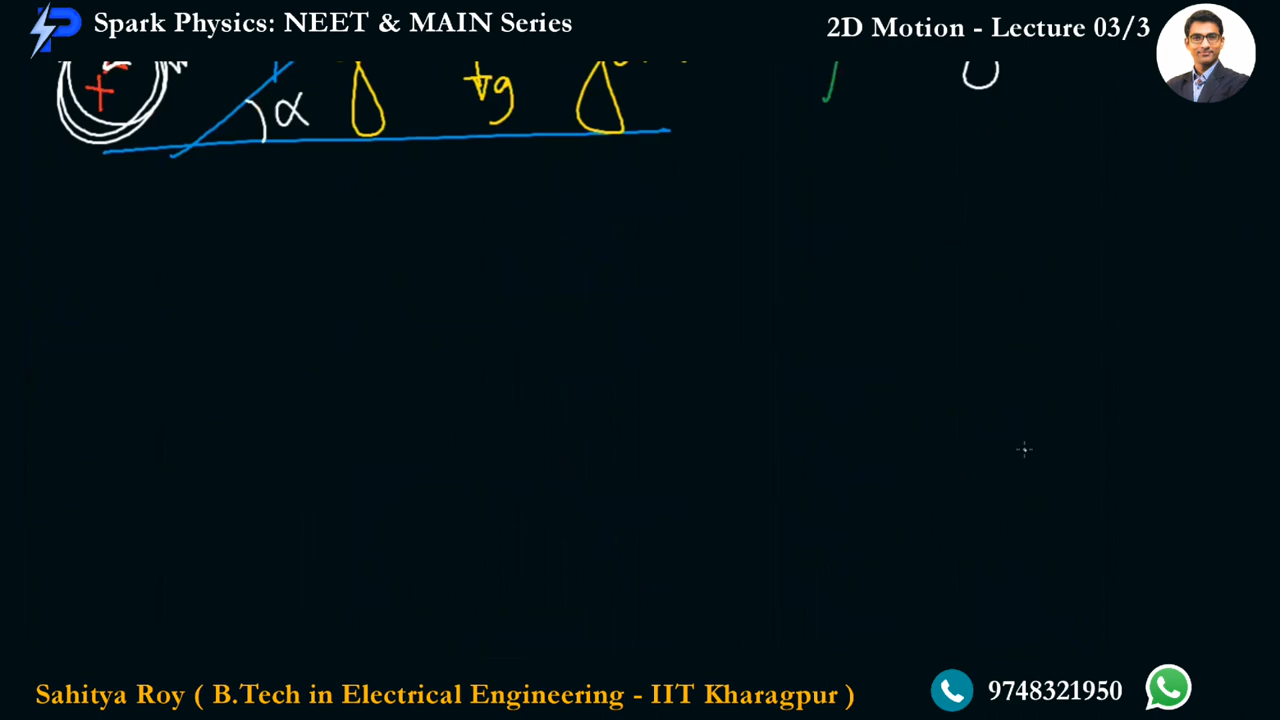 Spark Physics: NEET & MAIN Series
2D Motion - Lecture 03/3
+
α
g
Sahitya Roy ( B.Tech in Electrical Engineering - IIT Kharagpur )
9748321950